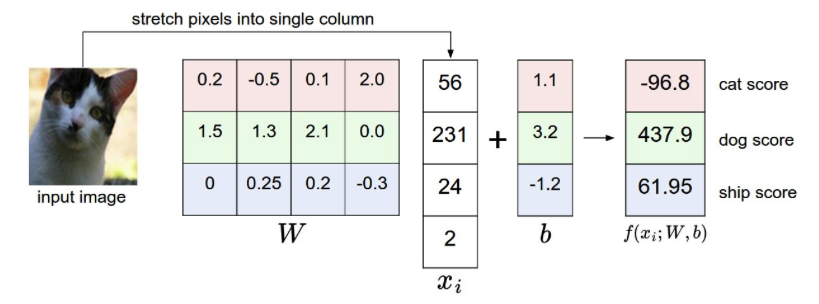 stretch pixels into single column
0.2 -0.5 0.1 2.0
1.5 1.3 2.1 0.0
0 0.25 0.2 -0.3
W
56
231
24
2
x_i
+
1.1
3.2
-1.2
b
-96.8 cat score
437.9 dog score
61.95 ship score
f(x_i; W, b)
input image